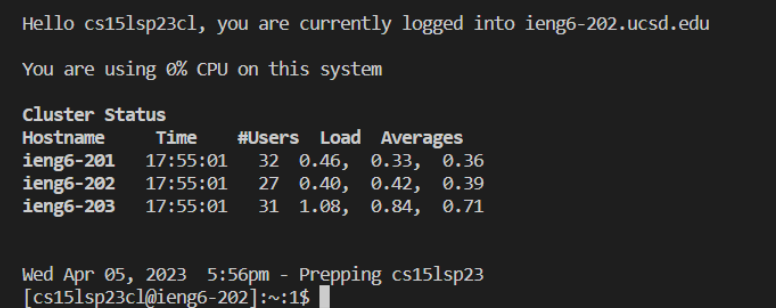 Hello cs15lsp23cl, you are currently logged into ieng6-202.ucsd.edu
You are using 0% CPU on this system
Cluster Status
Hostname Time #Users Load Averages
ieng6-201 17:55:01 32 0.46, 0.33, 0.36
ieng6-202 17:55:01 27 0.40, 0.42, 0.39
ieng6-203 17:55:01 31 1.08, 0.84, 0.71
Wed Apr 05, 2023 5:56pm - Prepping cs15lsp23
[cs15lsp23cl@ieng6-202]:~:1$